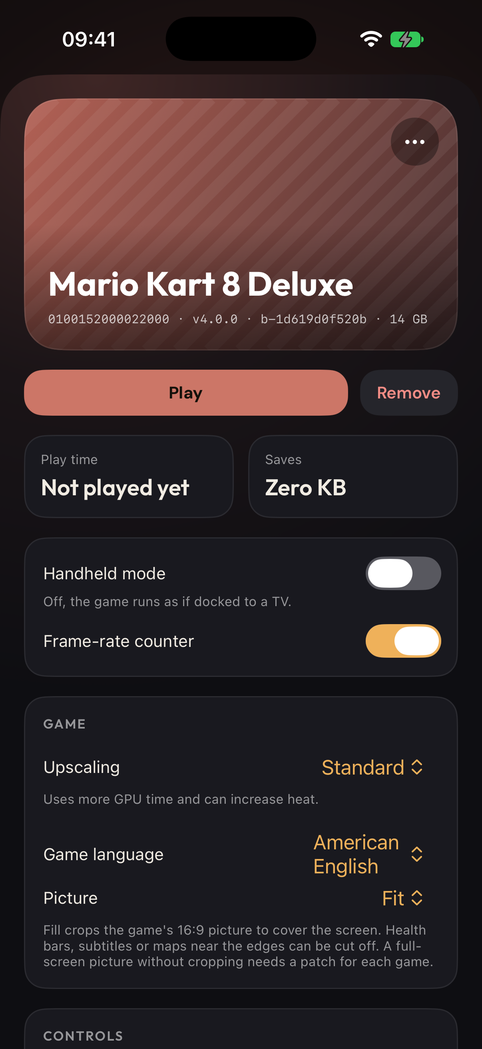 09:41
Mario Kart 8 Deluxe
0100152000022000 · v4.0.0 · b-1d619d0f520b · 14 GB
Play
Remove
Play time
Not played yet
Saves
Zero KB
Handheld mode
Off, the game runs as if docked to a TV.
Frame-rate counter
GAME
Upscaling
Standard
Uses more GPU time and can increase heat.
Game language
American
English
Picture
Fit
Fill crops the game's 16:9 picture to cover the screen. Health
bars, subtitles or maps near the edges can be cut off. A full-
screen picture without cropping needs a patch for each game.
CONTROLS